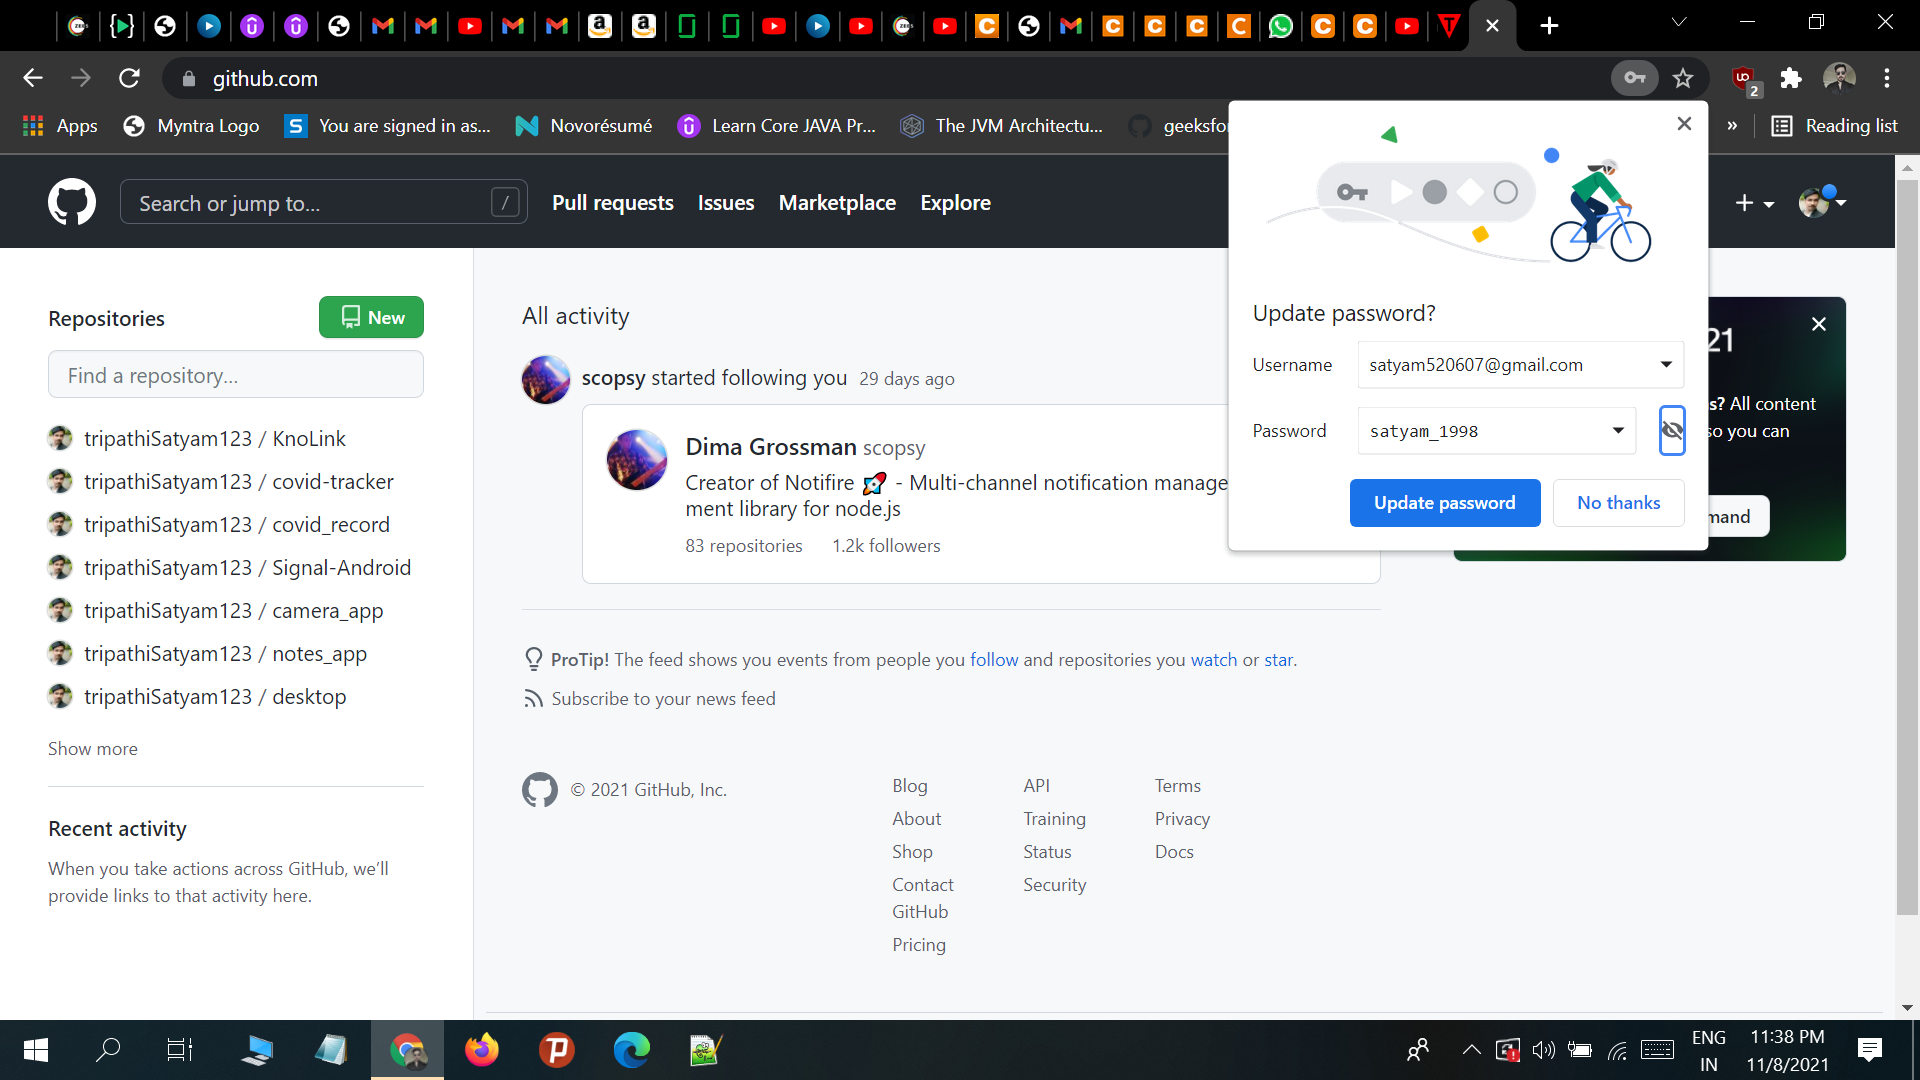 github.com
Apps
Myntra Logo
You are signed in as...
Novorésumé
Learn Core JAVA Pr...
The JVM Architectu...
geeksfo
»
Reading list
2
Search or jump to...
/
Pull requests
Issues
Marketplace
Explore
Repositories
New
Find a repository...
tripathiSatyam123 / KnoLink
tripathiSatyam123 / covid-tracker
tripathiSatyam123 / covid_record
tripathiSatyam123 / Signal-Android
tripathiSatyam123 / camera_app
tripathiSatyam123 / notes_app
tripathiSatyam123 / desktop
Show more
Recent activity
When you take actions across GitHub, we'll
provide links to that activity here.
All activity
scopsy started following you 29 days ago
Dima Grossman scopsy
Creator of Notifire 🚀 - Multi-channel notification manage
ment library for node.js
83 repositories
1.2k followers
ProTip! The feed shows you events from people you follow and repositories you watch or star.
Subscribe to your news feed
© 2021 GitHub, Inc.
Blog
About
Shop
Contact
GitHub
Pricing
API
Training
Status
Security
Terms
Privacy
Docs
Update password?
Username
satyam520607@gmail.com
Password
satyam_1998
Update password
No thanks
21
s? All content
so you can
mand
ENG
IN
11:38 PM
11/8/2021